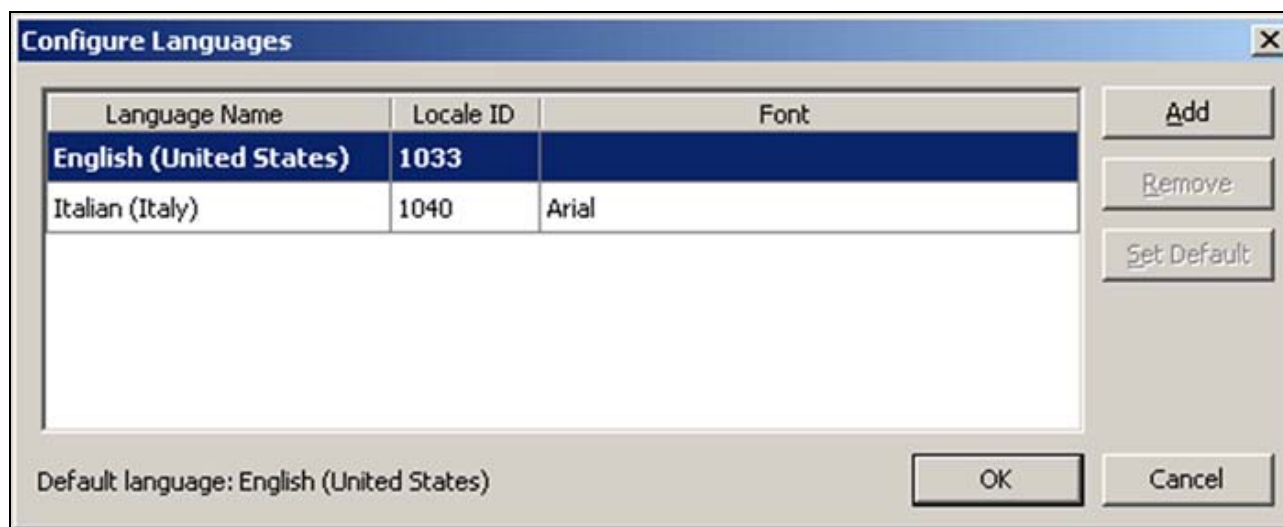 Configure Languages
Language Name Locale ID Font
Add
English (United States) 1033
Remove
Italian (Italy) 1040 Arial
Set Default
Default language: English (United States)
OK
Cancel